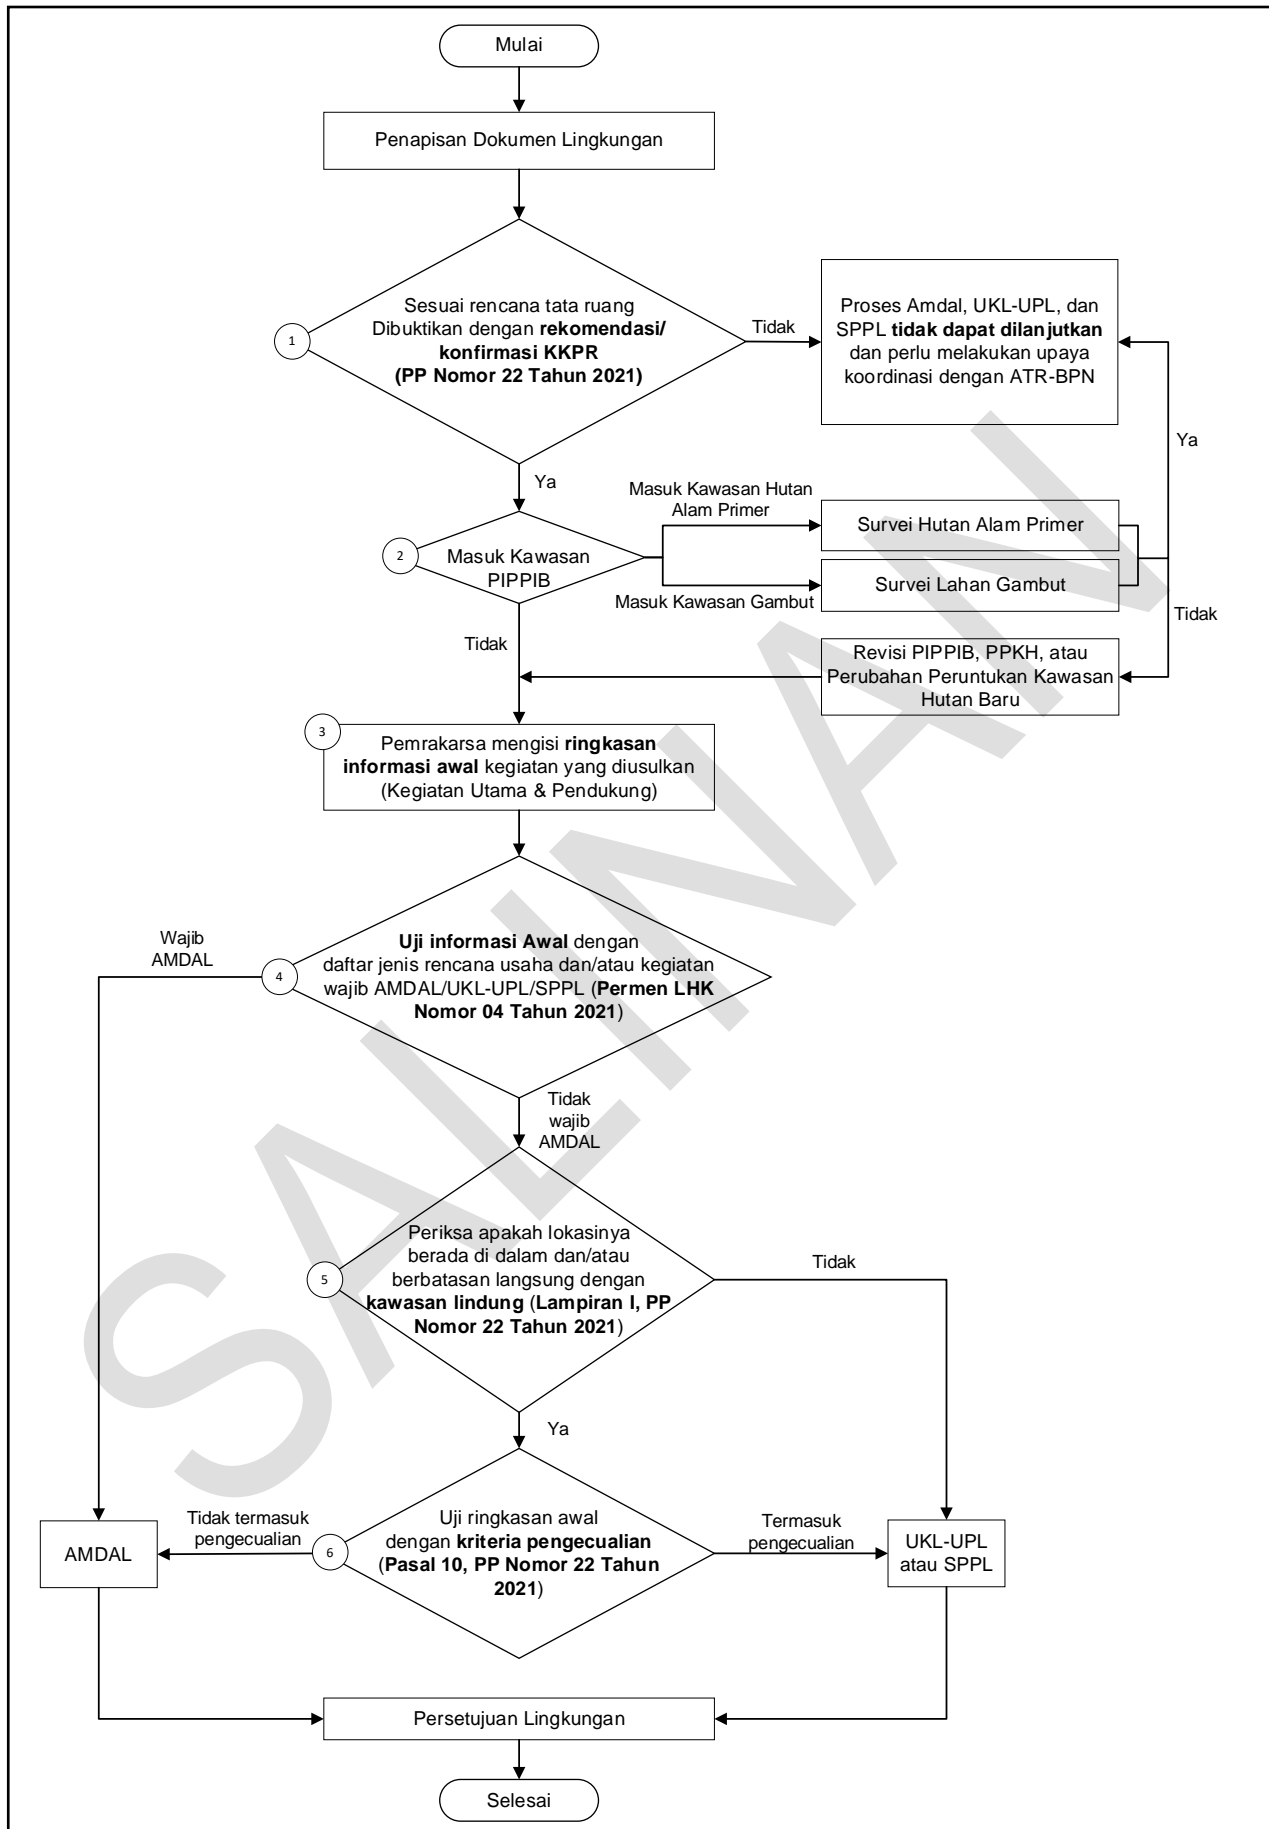 Mulai
Penapisan Dokumen Lingkungan
1
Sesuai rencana tata ruang
Dibuktikan dengan rekomendasi/
konfirmasi KKPR
(PP Nomor 22 Tahun 2021)
Tidak
Proses Amdal, UKL-UPL, dan
SPPL tidak dapat dilanjutkan
dan perlu melakukan upaya
koordinasi dengan ATR-BPN
Ya
Ya
2
Masuk Kawasan
PIPPIB
Masuk Kawasan Hutan
Alam Primer
Survei Hutan Alam Primer
Masuk Kawasan Gambut
Survei Lahan Gambut
Tidak
Tidak
Revisi PIPPIB, PPKH, atau
Perubahan Peruntukan Kawasan
Hutan Baru
3
Pemrakarsa mengisi ringkasan
informasi awal kegiatan yang diusulkan
(Kegiatan Utama & Pendukung)
Wajib
AMDAL
4
Uji informasi Awal dengan
daftar jenis rencana usaha dan/atau kegiatan
wajib AMDAL/UKL-UPL/SPPL (Permen LHK
Nomor 04 Tahun 2021)
Tidak
wajib
AMDAL
5
Periksa apakah lokasinya
berada di dalam dan/atau
berbatasan langsung dengan
kawasan lindung (Lampiran I, PP
Nomor 22 Tahun 2021)
Tidak
Ya
6
Uji ringkasan awal
dengan kriteria pengecualian
(Pasal 10, PP Nomor 22 Tahun
2021)
Tidak termasuk
pengecualian
AMDAL
Termasuk
pengecualian
UKL-UPL
atau SPPL
Persetujuan Lingkungan
Selesai
SALINAN